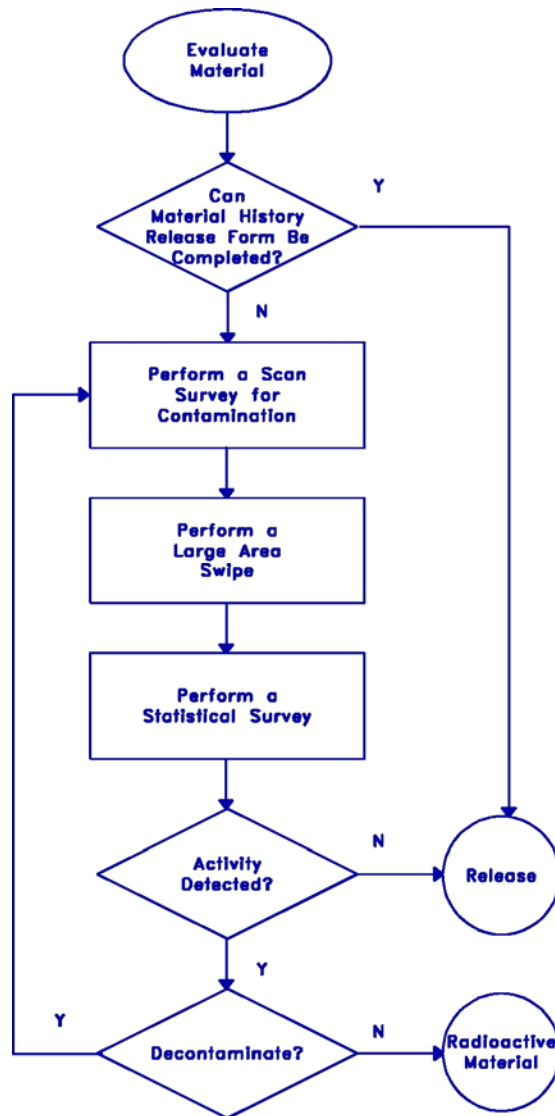 Evaluate
Material
Can
Material History
Release Form Be
Completed?
Y
N
Perform a Scan
Survey for
Contamination
Perform a
Large Area
Swipe
Perform a
Statistical Survey
Activity
Detected?
N
Release
Y
Decontaminate?
Y
N
Radioactive
Material